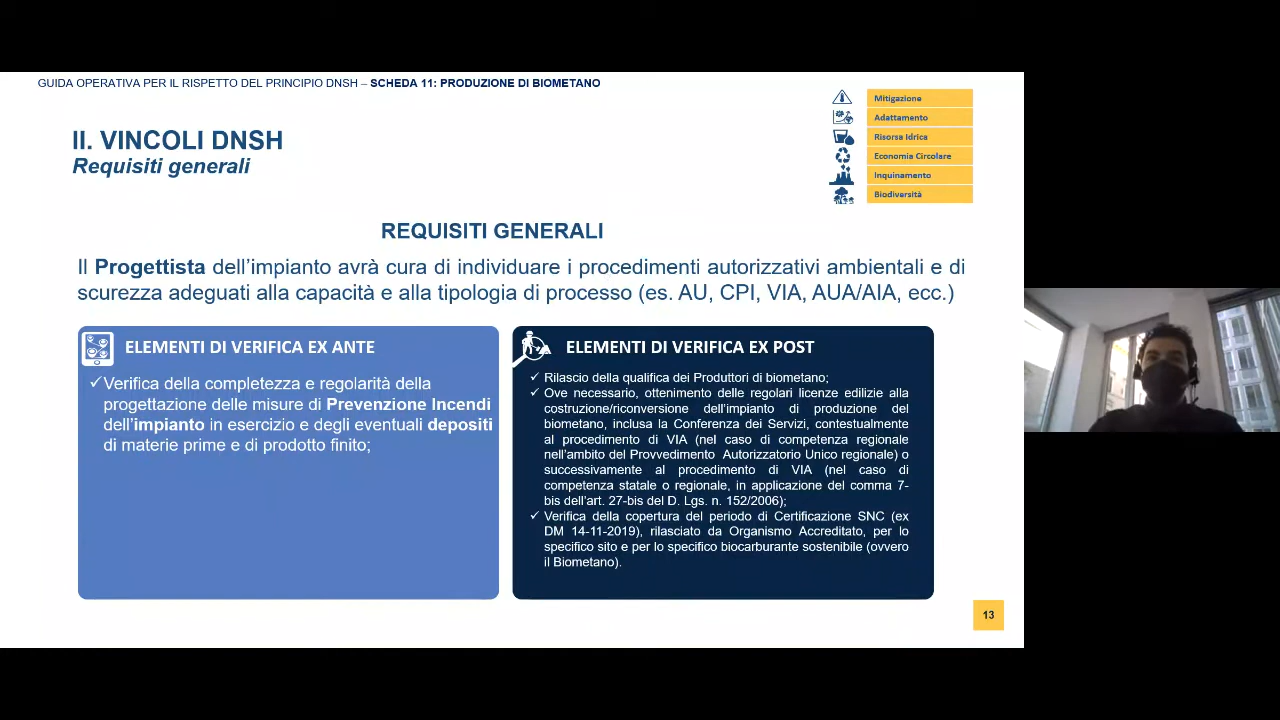 GUIDA OPERATIVA PER IL RISPETTO DEL PRINCIPIO DNSH – SCHEDA 11: PRODUZIONE DI BIOMETANO
Mitigazione
Adattamento
Risorsa Idrica
Economia Circolare
Inquinamento
Biodiversità
II. VINCOLI DNSH
Requisiti generali
REQUISITI GENERALI
Il Progettista dell'impianto avrà cura di individuare i procedimenti autorizzativi ambientali e di
scurezza adeguati alla capacità e alla tipologia di processo (es. AU, CPI, VIA, AUA/AIA, ecc.)
ELEMENTI DI VERIFICA EX ANTE
✓Verifica della completezza e regolarità della
progettazione delle misure di Prevenzione Incendi
dell'impianto in esercizio e degli eventuali depositi
di materie prime e di prodotto finito;
ELEMENTI DI VERIFICA EX POST
✓ Rilascio della qualifica dei Produttori di biometano;
✓ Ove necessario, ottenimento delle regolari licenze edilizie alla
costruzione/riconversione dell'impianto di produzione del
biometano, inclusa la Conferenza dei Servizi, contestualmente
al procedimento di VIA (nel caso di competenza regionale
nell'ambito del Provvedimento Autorizzatorio Unico regionale) o
successivamente al procedimento di VIA (nel caso di
competenza statale o regionale, in applicazione del comma 7-
bis dell'art. 27-bis del D. Lgs. n. 152/2006);
✓ Verifica della copertura del periodo di Certificazione SNC (ex
DM 14-11-2019), rilasciato da Organismo Accreditato, per lo
specifico sito e per lo specifico biocarburante sostenibile (ovvero
il Biometano).
13